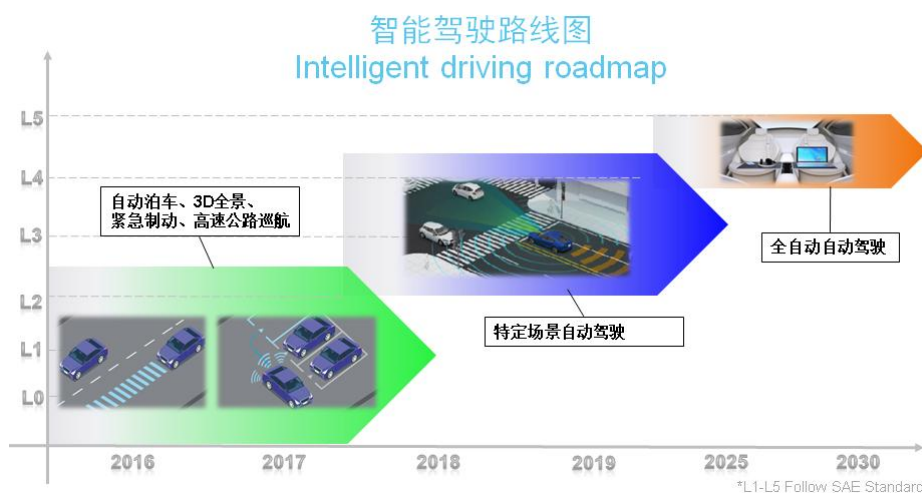 智能驾驶路线图
Intelligent driving roadmap
L5
L4
自动泊车、3D全景、
紧急制动、高速公路巡航
L3
全自动自动驾驶
L2
特定场景自动驾驶
L1
L0
2016 2017 2018 2019 2025 2030
*L1-L5 Follow SAE Standard